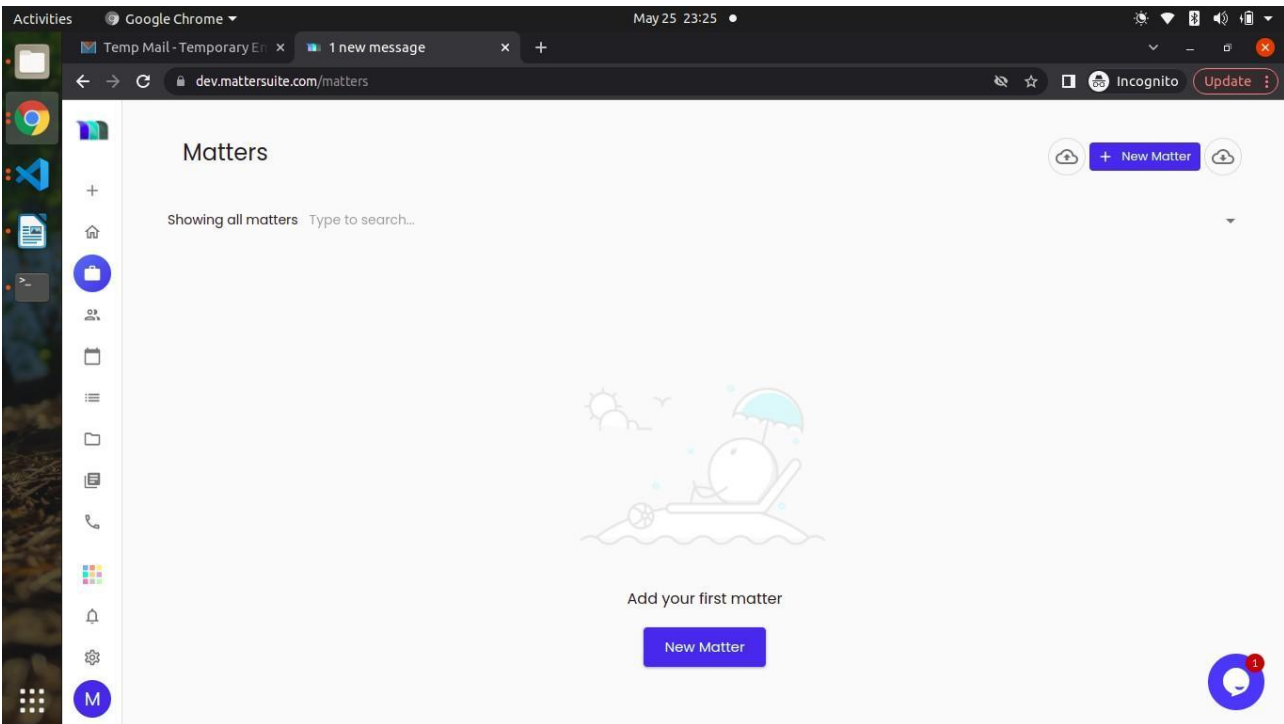 Activities Google Chrome May 25 23:25
Temp Mail - Temporary Em 1 new message
dev.mattersuite.com/matters Incognito Update
Matters
+ New Matter
Showing all matters Type to search...
Add your first matter
New Matter
1
M